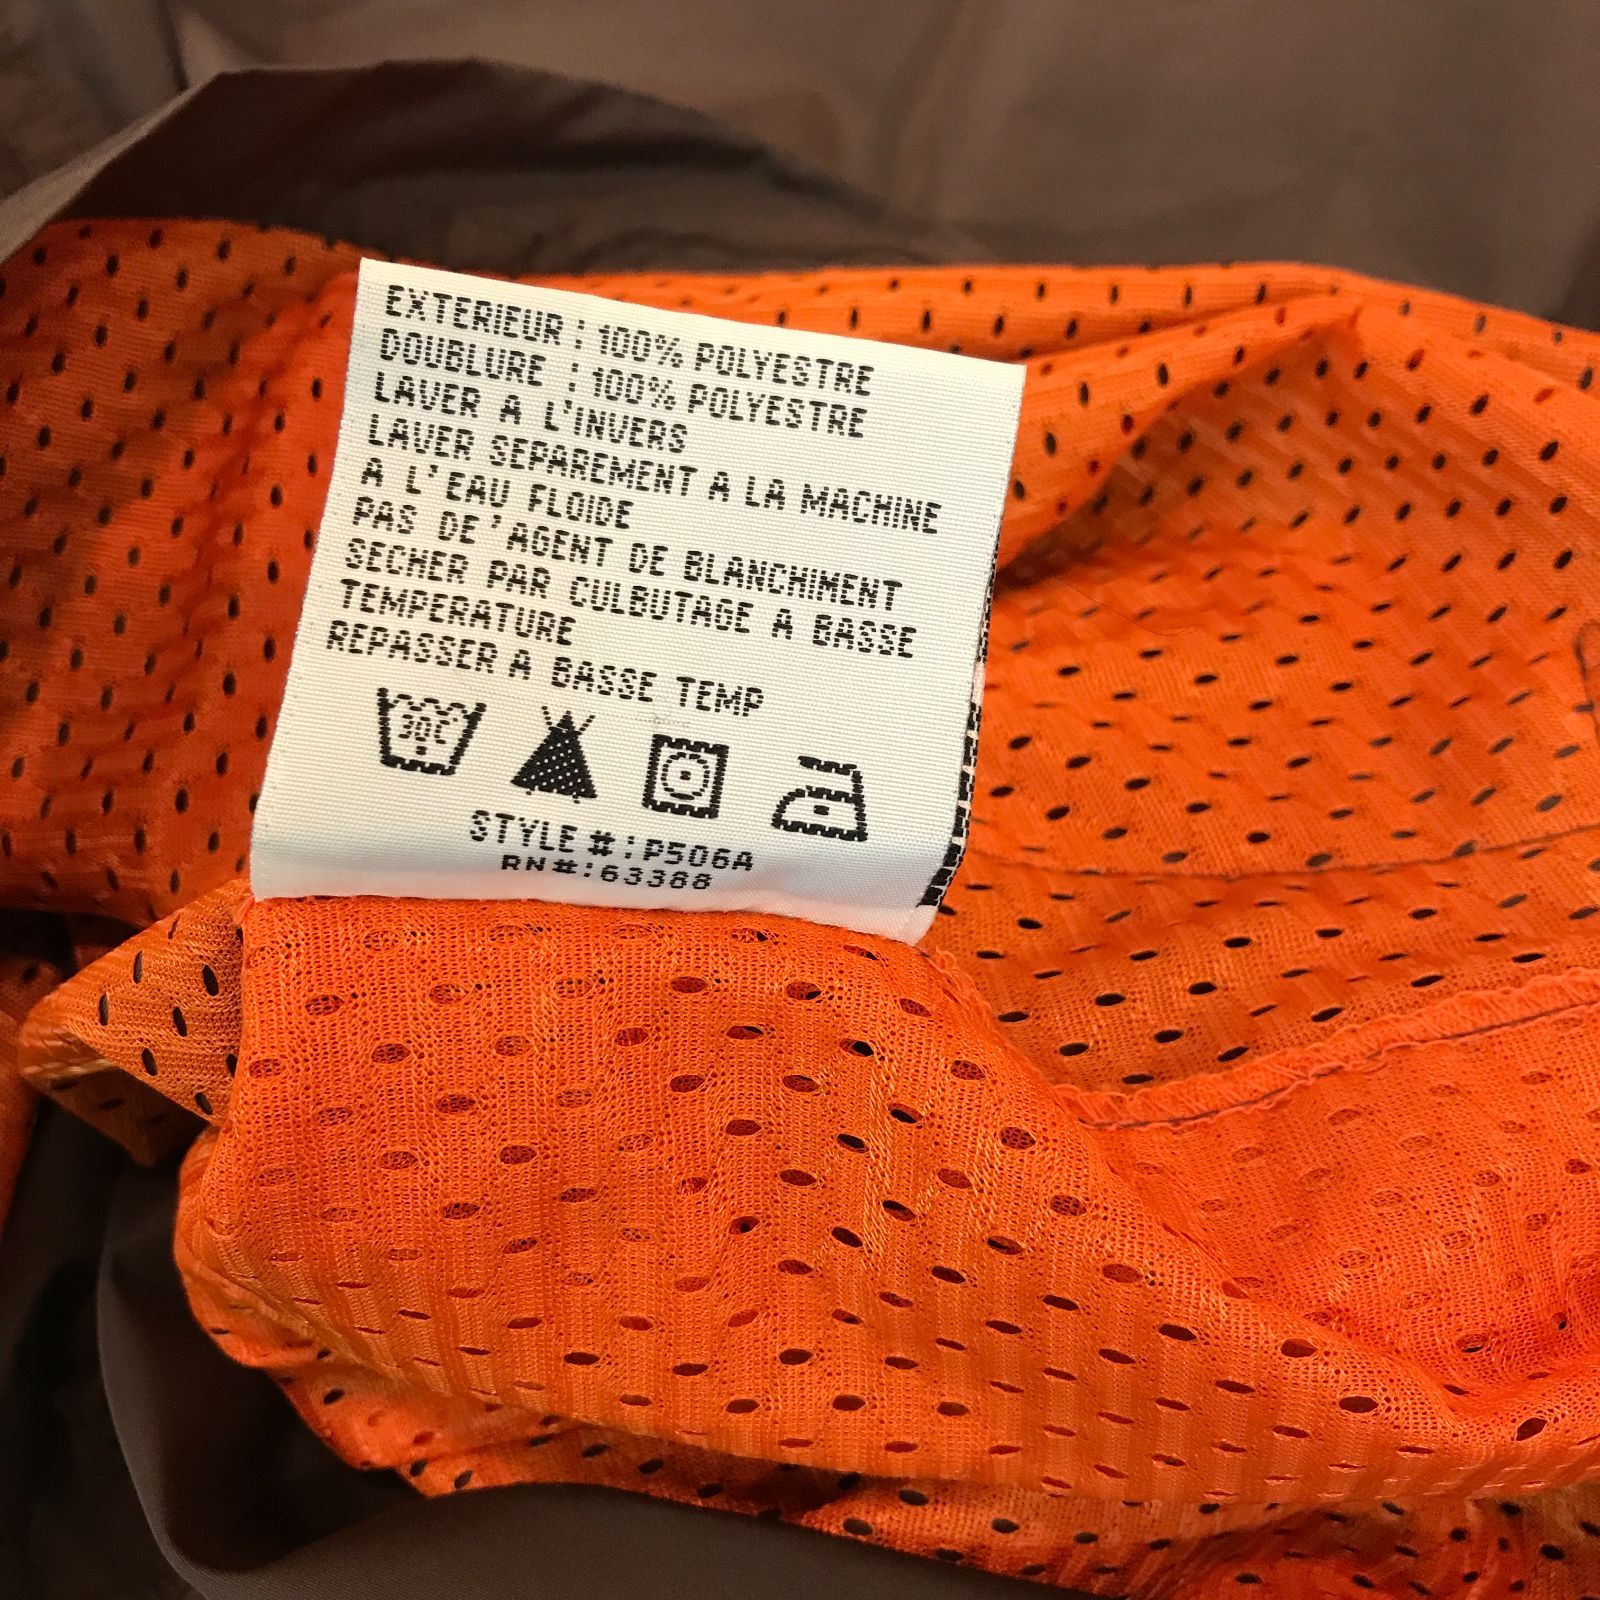 EXTERIEUR : 100% POLYESTRE
DOUBLURE : 100% POLYESTRE
LAVER A L'INVERS
LAVER SEPAREMENT A LA MACHINE
A L'EAU FLOIDE
PAS DE'AGENT DE BLANCHIMENT
SECHER PAR CULBUTAGE A BASSE
TEMPERATURE
REPASSER A BASSE TEMP
30C
STYLE # : P506A
RN# : 63388